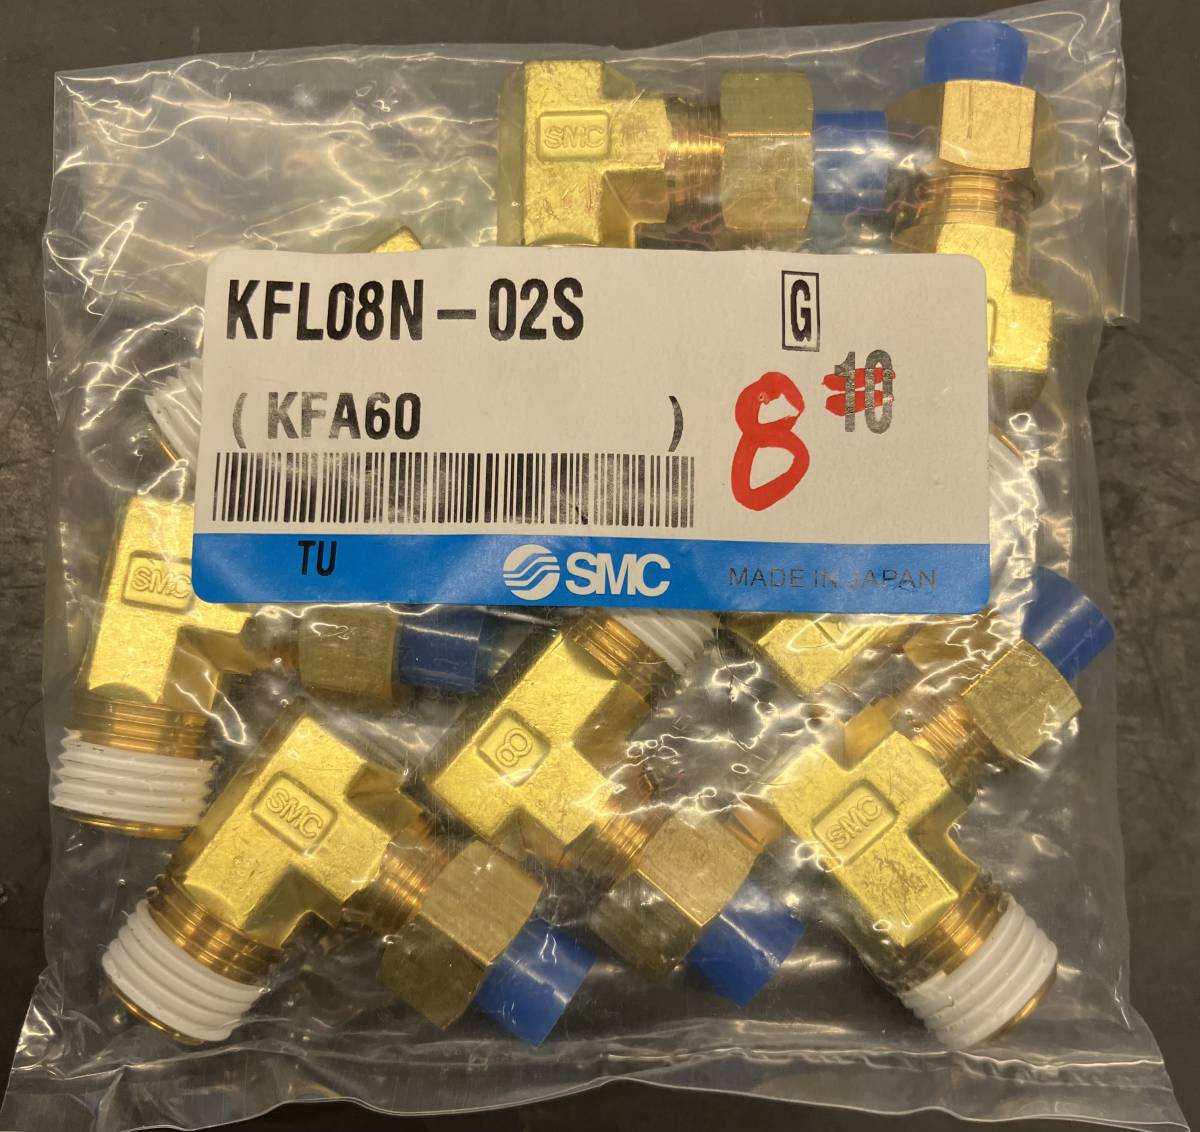 SMC
KFL08N-02S
G
10
(KFA60 )
8
TU
SMC
MADE IN JAPAN
SMC
8
SMC
SMC